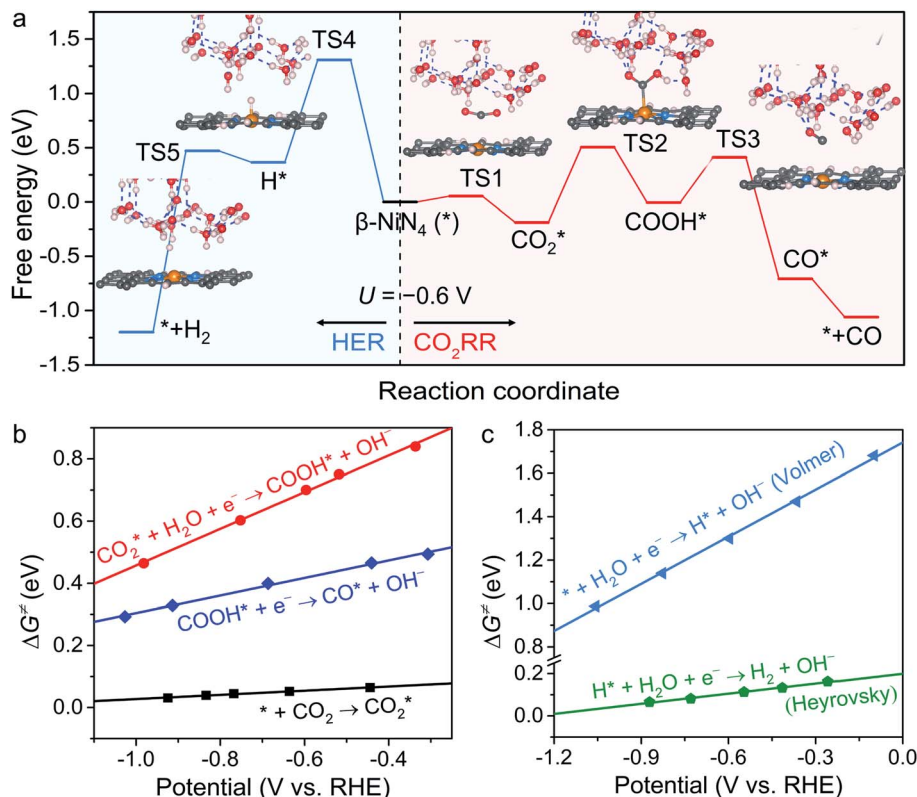 a
1.5
1.0
0.5
0.0
-0.5
-1.0
-1.5
Free energy (eV)
TS4
TS5
H*
TS1
TS2
TS3
β-NiN₄ (*)
CO₂*
COOH*
CO*
*+H₂
U = −0.6 V
HER
CO₂RR
*+CO
Reaction coordinate
b
0.8
0.6
0.4
0.2
0.0
ΔG≠ (eV)
CO₂* + H₂O + e⁻ → COOH* + OH⁻
COOH* + e⁻ → CO* + OH⁻
* + CO₂ → CO₂*
-1.0
-0.8
-0.6
-0.4
Potential (V vs. RHE)
c
1.8
1.6
1.4
1.2
1.0
0.2
0.0
ΔG≠ (eV)
* + H₂O + e⁻ → H* + OH⁻ (Volmer)
H* + H₂O + e⁻ → H₂ + OH⁻
(Heyrovsky)
-1.2
-0.9
-0.6
-0.3
0.0
Potential (V vs. RHE)